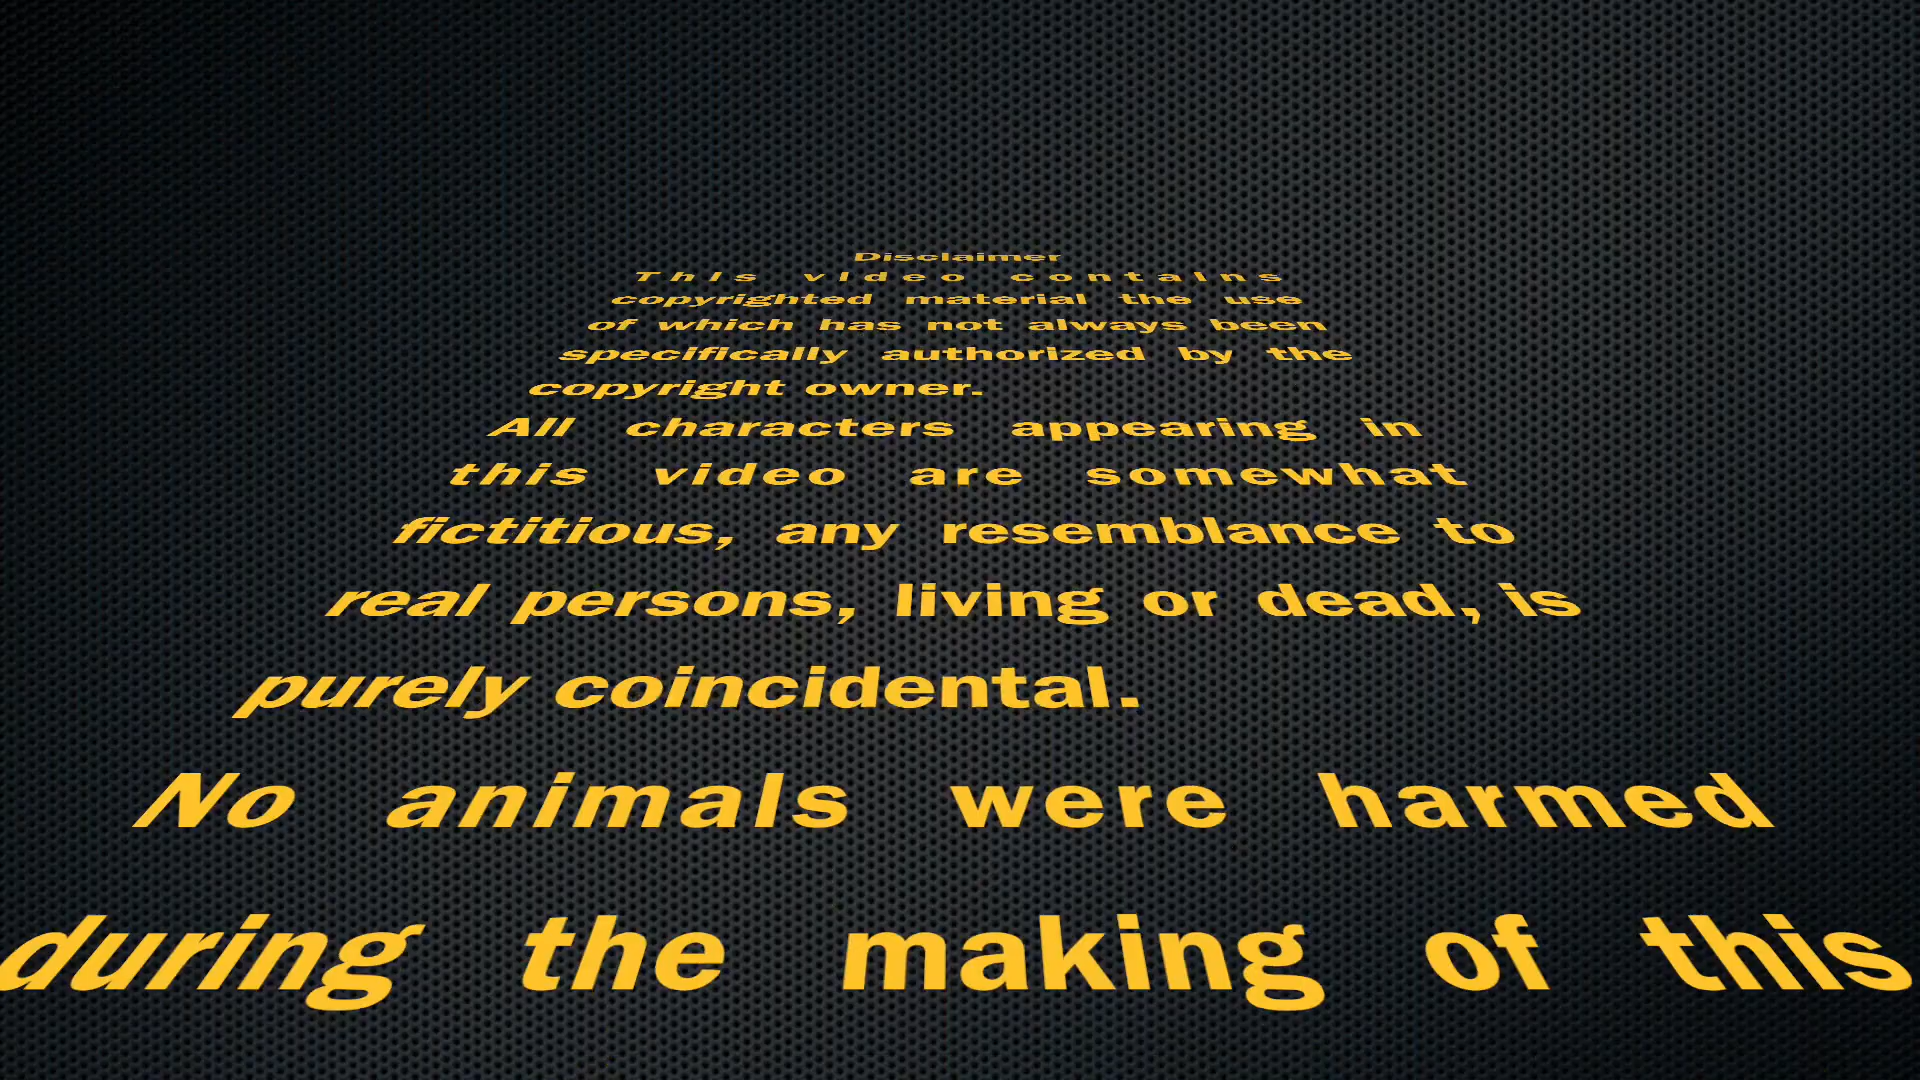 Disclaimer
This video contains
copyrighted material the use
of which has not always been
specifically authorized by the
copyright owner.
All characters appearing in
this video are somewhat
fictitious, any resemblance to
real persons, living or dead, is
purely coincidental.
No animals were harmed
during the making of this